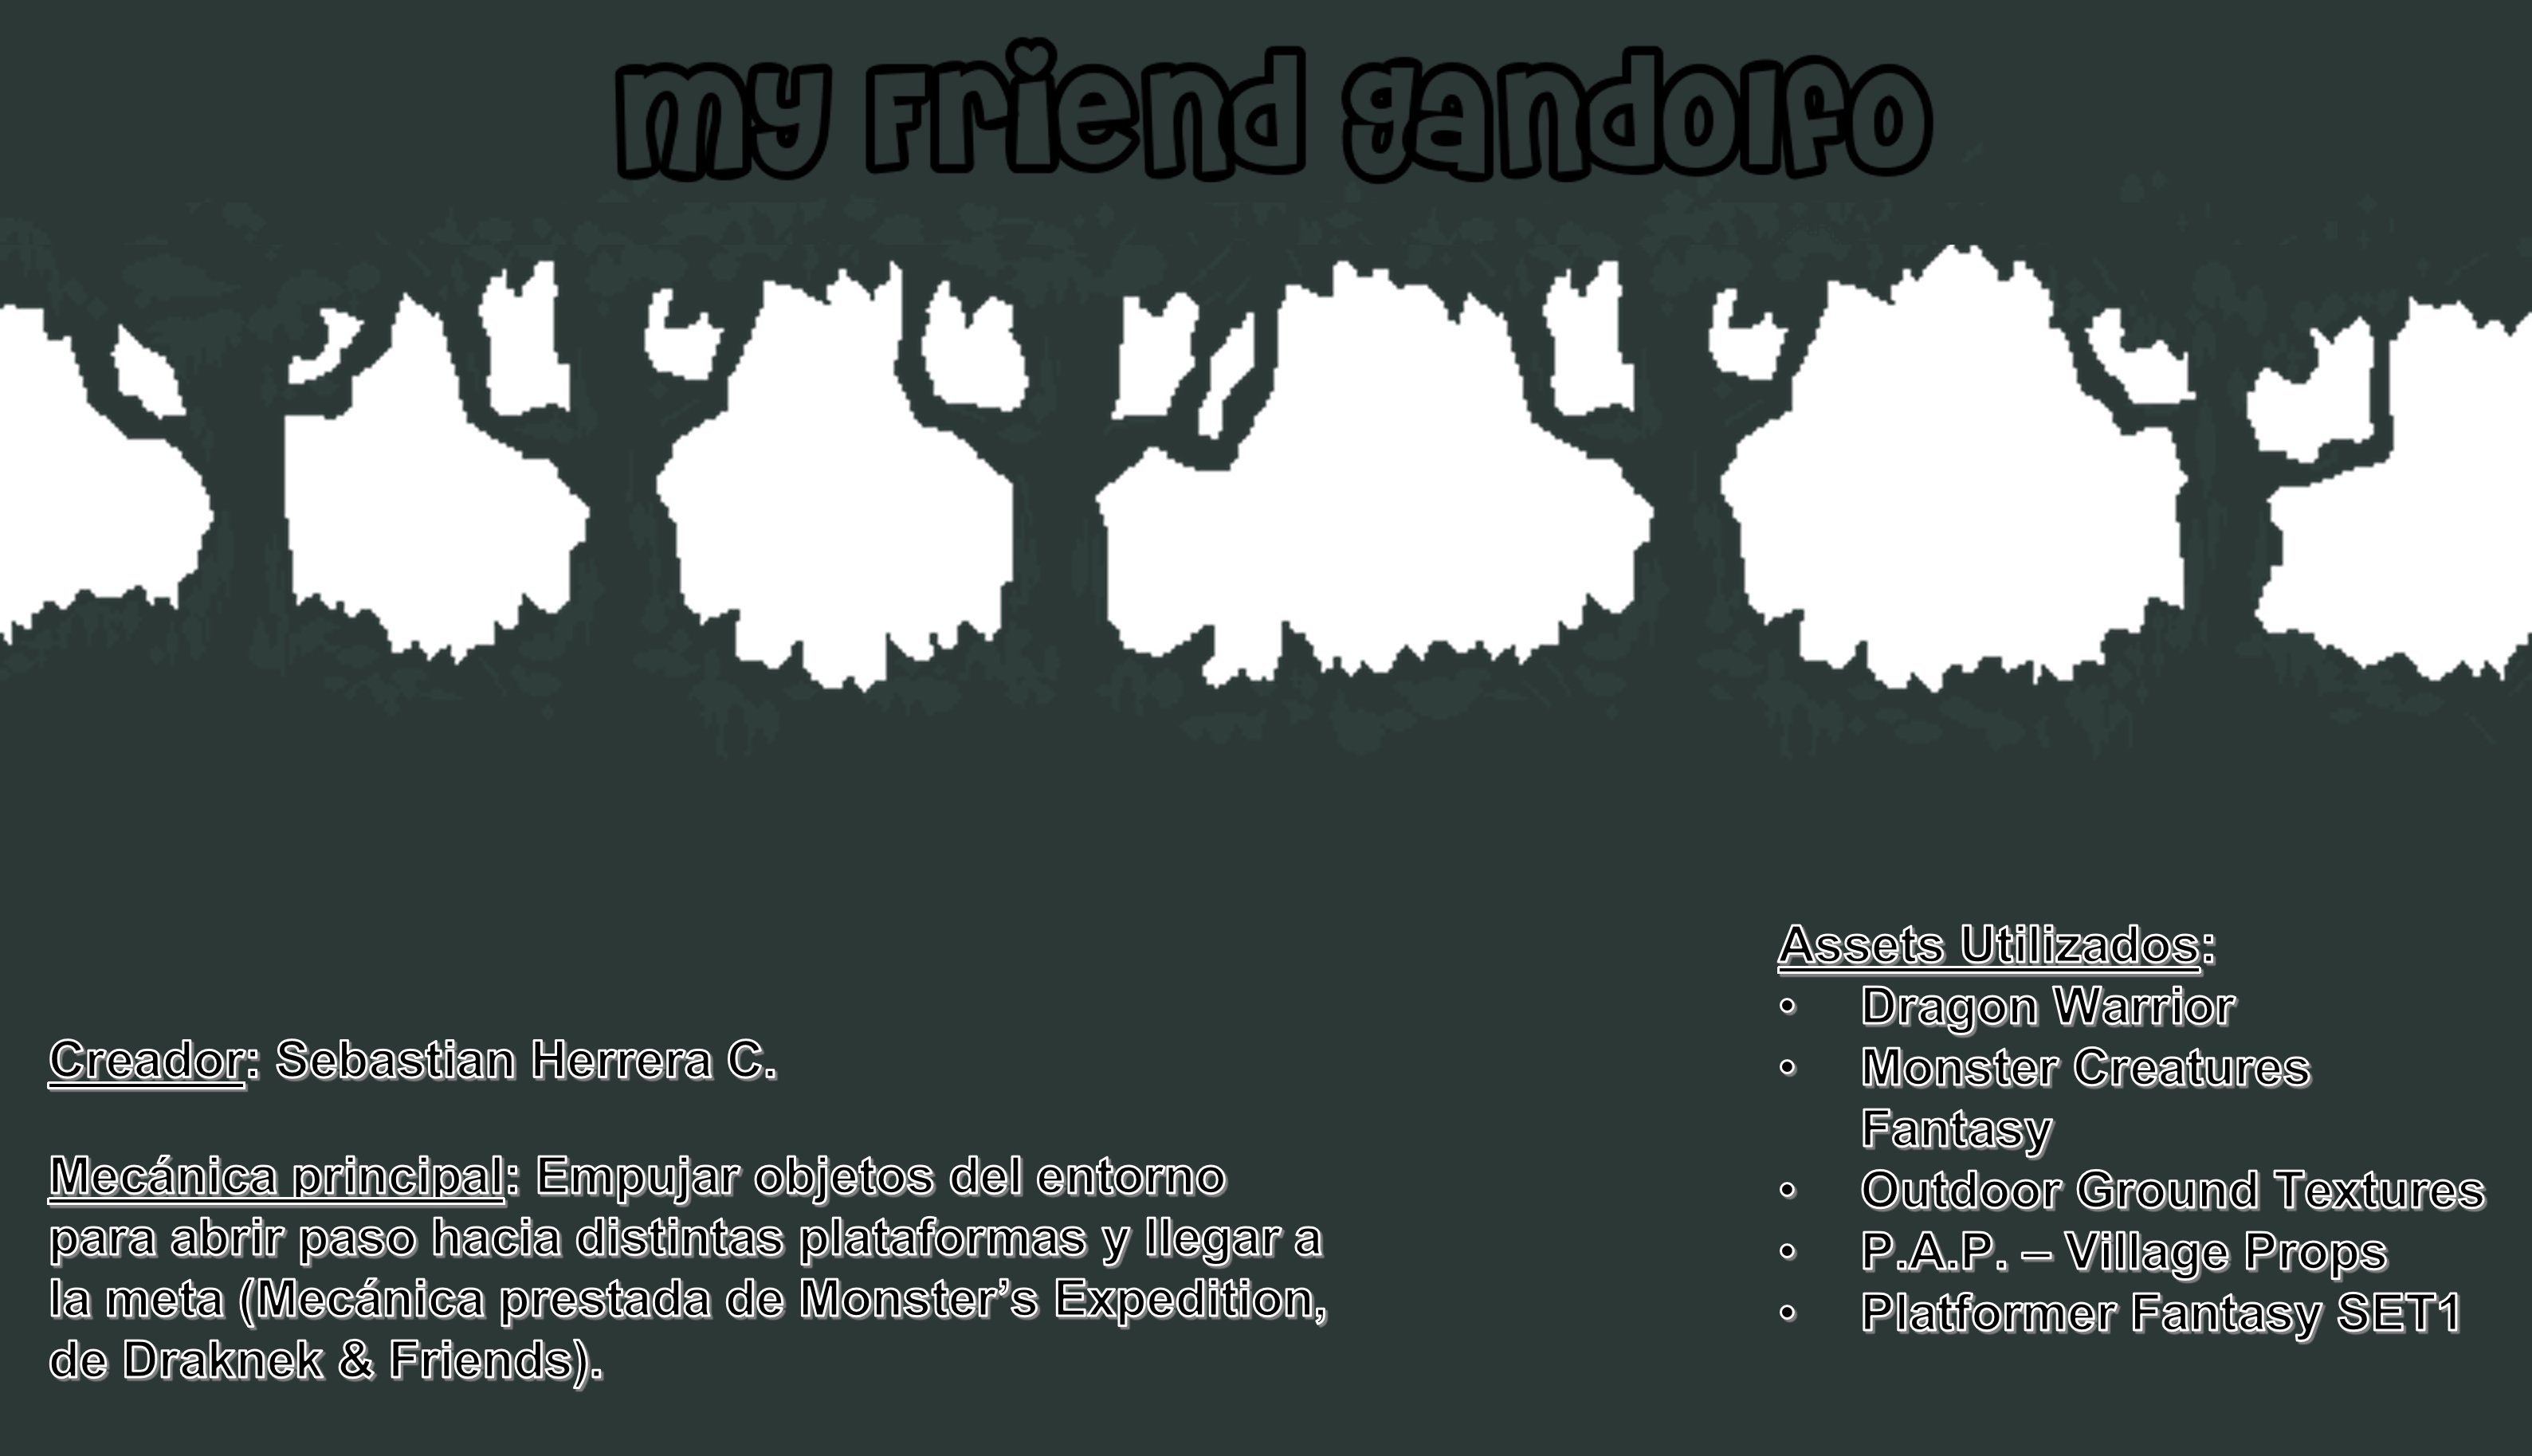 my friend gandolfo
Creador: Sebastian Herrera C.
Mecánica principal: Empujar objetos del entorno
para abrir paso hacia distintas plataformas y llegar a
la meta (Mecánica prestada de Monster’s Expedition,
de Draknek & Friends).
Assets Utilizados:
• Dragon Warrior
• Monster Creatures
Fantasy
• Outdoor Ground Textures
• P.A.P. – Village Props
• Platformer Fantasy SET1